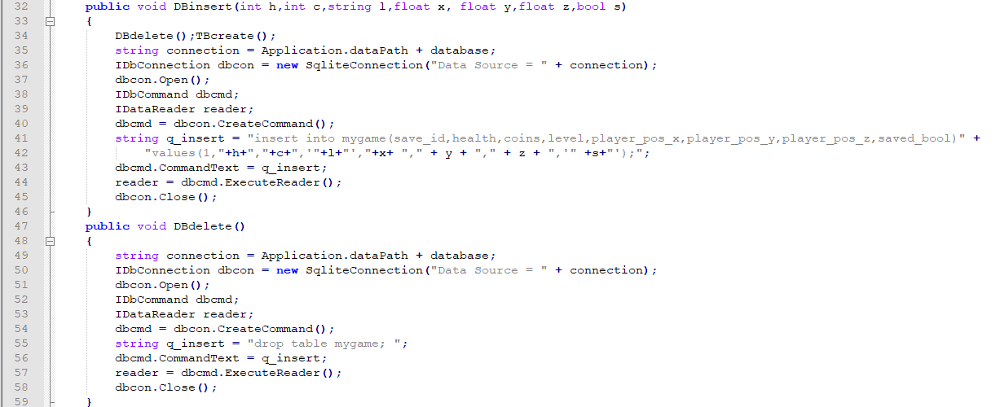 32 public void DBinsert(int h,int c,string l,float x, float y,float z,bool s)
33 {
34 DBdelete();TBcreate();
35 string connection = Application.dataPath + database;
36 IDbConnection dbcon = new SqliteConnection("Data Source = " + connection);
37 dbcon.Open();
38 IDbCommand dbcmd;
39 IDataReader reader;
40 dbcmd = dbcon.CreateCommand();
41 string q_insert = "insert into mygame(save_id,health,coins,level,player_pos_x,player_pos_y,player_pos_z,saved_bool)" +
42 "values(1,"+h+","+c+",'"+l+"',"+x+ "," + y + "," + z + ",'" +s+"');";
43 dbcmd.CommandText = q_insert;
44 reader = dbcmd.ExecuteReader();
45 dbcon.Close();
46 }
47 public void DBdelete()
48 {
49 string connection = Application.dataPath + database;
50 IDbConnection dbcon = new SqliteConnection("Data Source = " + connection);
51 dbcon.Open();
52 IDbCommand dbcmd;
53 IDataReader reader;
54 dbcmd = dbcon.CreateCommand();
55 string q_insert = "drop table mygame; ";
56 dbcmd.CommandText = q_insert;
57 reader = dbcmd.ExecuteReader();
58 dbcon.Close();
59 }